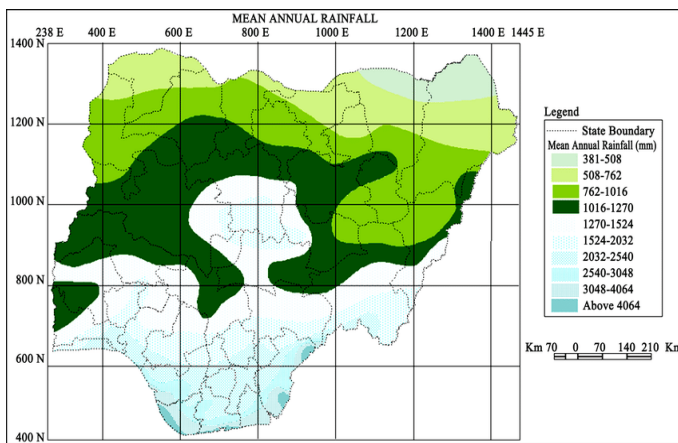 MEAN ANNUAL RAINFALL
238 E 400 E 600 E 800 E 1000 E 1200 E 1400 E 1445 E
1400 N
1200 N
1000 N
800 N
600 N
400 N
Legend
State Boundary
Mean Annual Rainfall (mm)
381-508
508-762
762-1016
1016-1270
1270-1524
1524-2032
2032-2540
2540-3048
3048-4064
Above 4064
Km 70 0 70 140 210 Km